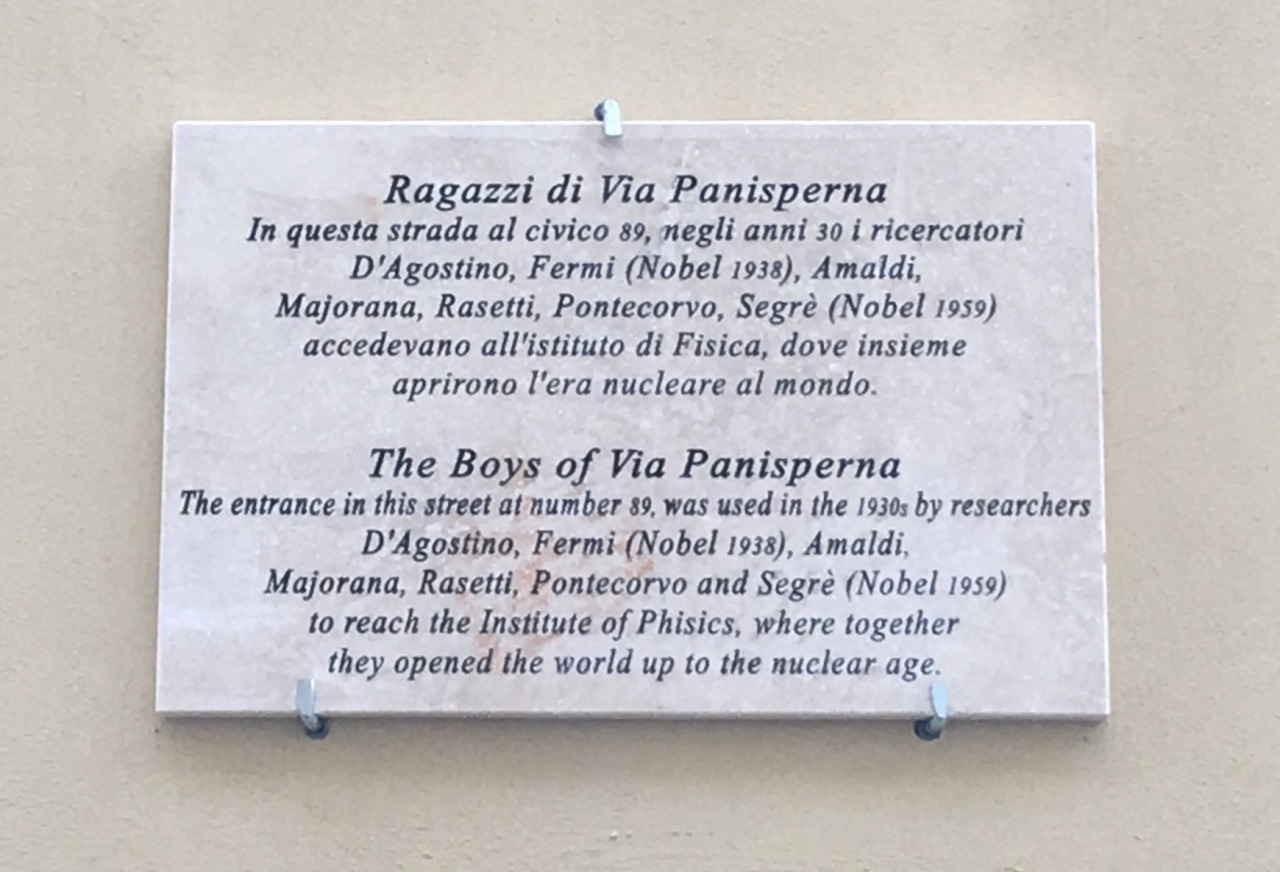 Ragazzi di Via Panisperna
In questa strada al civico 89, negli anni 30 i ricercatori
D'Agostino, Fermi (Nobel 1938), Amaldi,
Majorana, Rasetti, Pontecorvo, Segrè (Nobel 1959)
accedevano all'istituto di Fisica, dove insieme
aprirono l'era nucleare al mondo.
The Boys of Via Panisperna
The entrance in this street at number 89, was used in the 1930s by researchers
D'Agostino, Fermi (Nobel 1938), Amaldi,
Majorana, Rasetti, Pontecorvo and Segrè (Nobel 1959)
to reach the Institute of Phisics, where together
they opened the world up to the nuclear age.